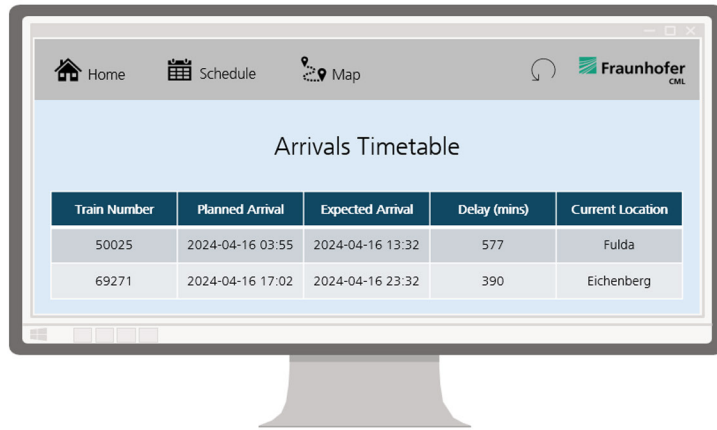 Home Schedule Map Fraunhofer
CML
Arrivals Timetable
Train Number Planned Arrival Expected Arrival Delay (mins) Current Location
50025 2024-04-16 03:55 2024-04-16 13:32 577 Fulda
69271 2024-04-16 17:02 2024-04-16 23:32 390 Eichenberg